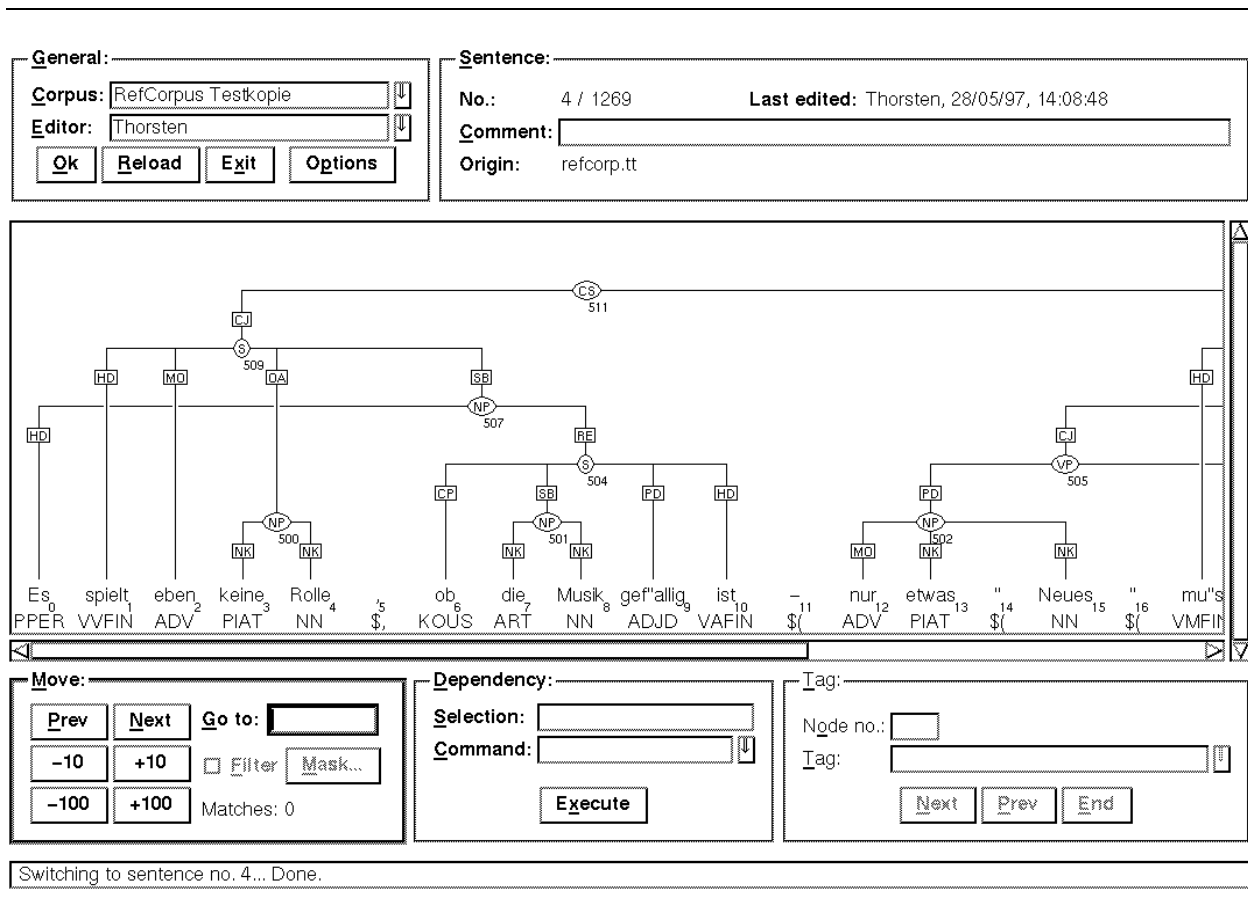 General:
Corpus: RefCorpus Testkopie
Editor: Thorsten
Ok Reload Exit Options
Sentence:
No.: 4 / 1269 Last edited: Thorsten, 28/05/97, 14:08:48
Comment:
Origin: refcorp.tt
CS
511
CJ
S
509
HD MO OA SB HD
NP
507
HD RE CJ
S VP
504 505
CP SB PD HD PD
NP NP NP
500 501 502
NK NK NK NK MO NK NK
Es spielt eben keine Rolle , ob die Musik gef"allig ist – nur etwas " Neues " mu"s
0 1 2 3 4 5 6 7 8 9 10 11 12 13 14 15 16
PPER VVFIN ADV PIAT NN $, KOUS ART NN ADJD VAFIN $( ADV PIAT $( NN $( VMFIN
Move:
Prev Next Go to:
–10 +10 Filter Mask...
–100 +100 Matches: 0
Dependency:
Selection:
Command:
Execute
Tag:
Node no.:
Tag:
Next Prev End
Switching to sentence no. 4... Done.